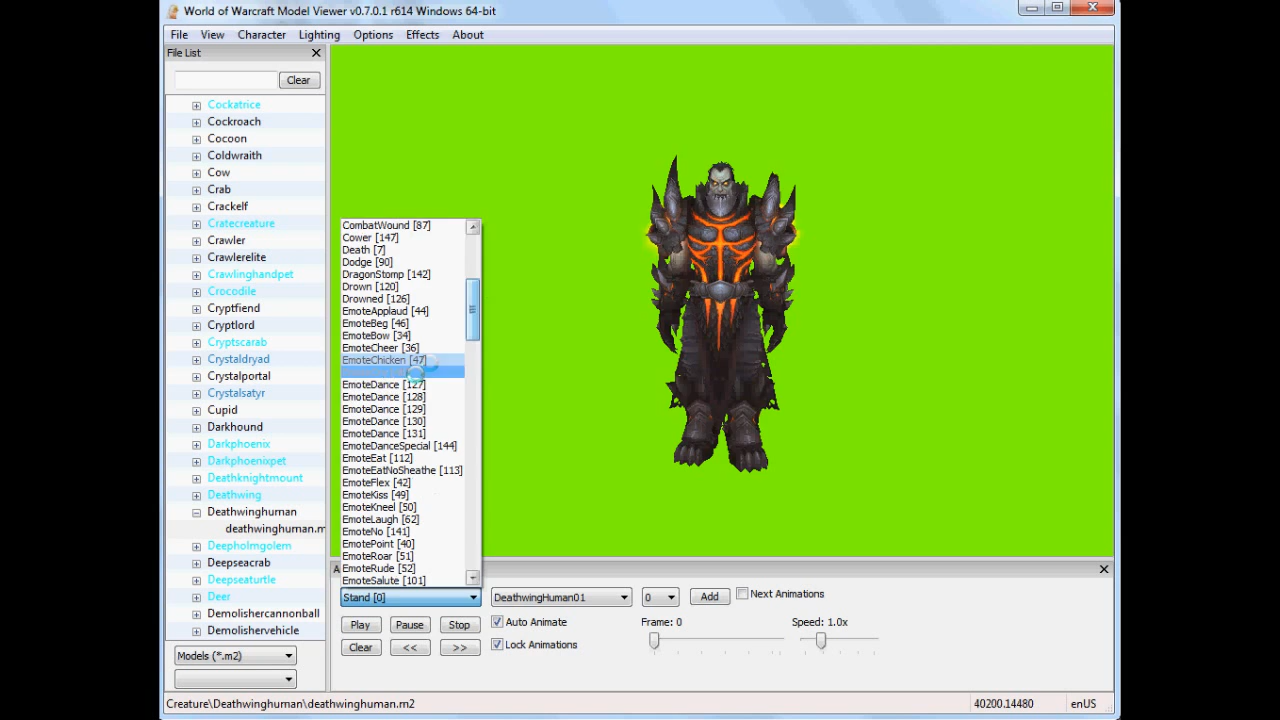 World of Warcraft Model Viewer v0.7.0.1 r614 Windows 64-bit
File View Character Lighting Options Effects About
File List
Clear
Cockatrice
Cockroach
Cocoon
Coldwraith
Cow
Crab
Crackelf
Cratecreature
Crawler
Crawlerelite
Crawlinghandpet
Crocodile
Cryptfiend
Cryptlord
Cryptscarab
Crystaldryad
Crystalportal
Crystalsatyr
Cupid
Darkhound
Darkphoenix
Darkphoenixpet
Deathknightmount
Deathwing
Deathwinghuman
deathwinghuman.m
Deepholmgolem
Deepseacrab
Deepseaturtle
Deer
Demolishercannonball
Demolishervehicle
Models (*.m2)
CombatWound [87]
Cower [147]
Death [7]
Dodge [90]
DragonStomp [142]
Drown [120]
Drowned [126]
EmoteApplaud [44]
EmoteBeg [46]
EmoteBow [34]
EmoteCheer [36]
EmoteChicken [47]
EmoteDance [127]
EmoteDance [128]
EmoteDance [129]
EmoteDance [130]
EmoteDance [131]
EmoteDanceSpecial [144]
EmoteEat [112]
EmoteEatNoSheathe [113]
EmoteFlex [42]
EmoteKiss [49]
EmoteKneel [50]
EmoteLaugh [62]
EmoteNo [141]
EmotePoint [40]
EmoteRoar [51]
EmoteRude [52]
EmoteSalute [101]
A
Stand [0] DeathwingHuman01 0 Add Next Animations
Play Pause Stop Auto Animate Frame: 0 Speed: 1.0x
Clear << >> Lock Animations
Creature\Deathwinghuman\deathwinghuman.m2 40200.14480 enUS